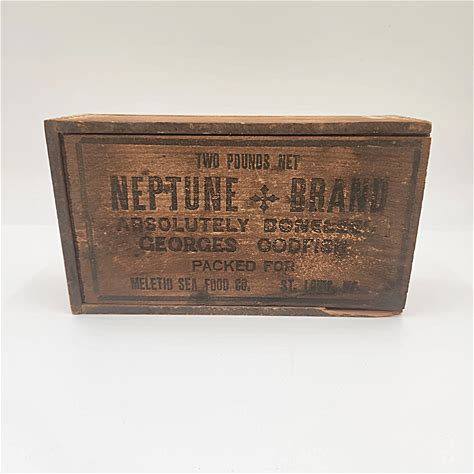 TWO POUNDS NET
NEPTUNE BRAND
ABSOLUTELY BONELESS
GEORGES CODFISH
PACKED FOR
MELETIO SEA FOOD CO. ST. LOUIS, MO.